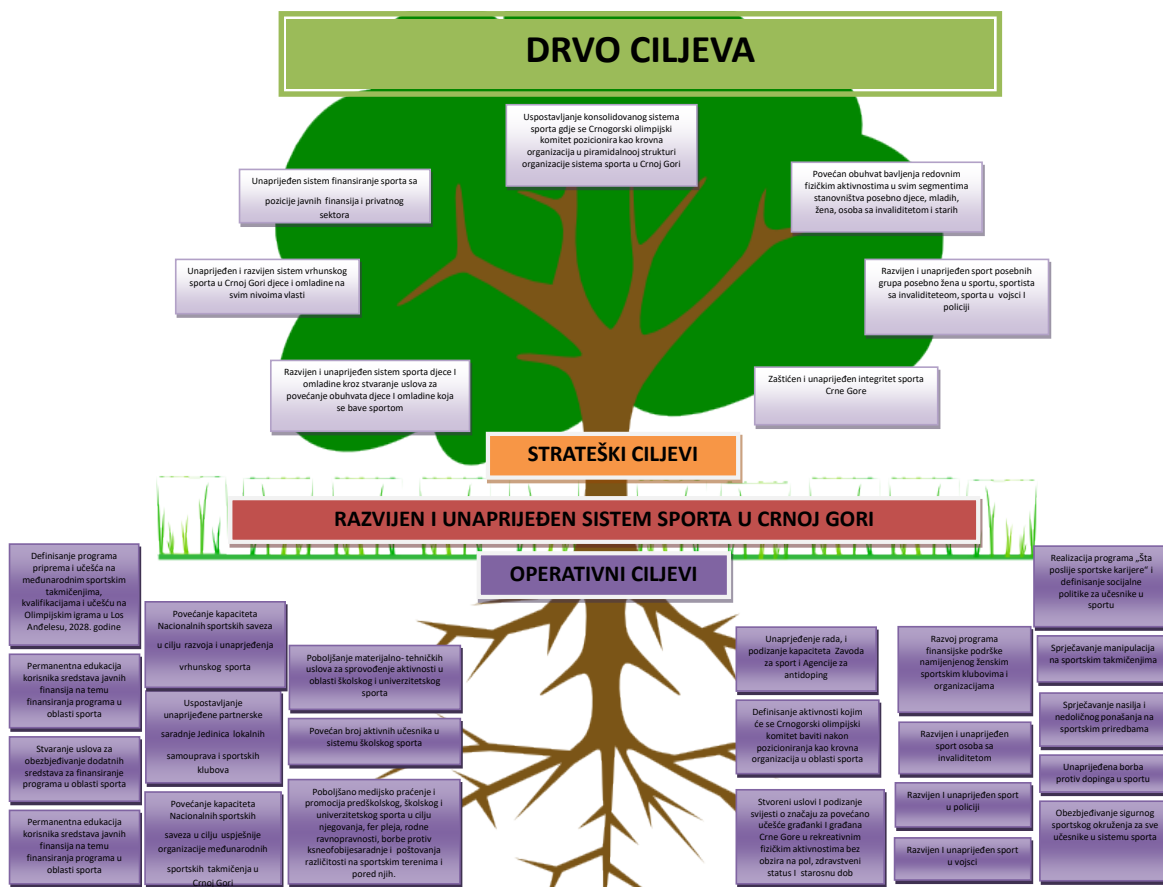 DRVO CILJEVA
Uspostavljanje konsolidovanog sistema
sporta gdje se Crnogorski olimpijski
komitet pozicionira kao krovna
organizacija u piramidalnooj strukturi
organizacije sistema sporta u Crnoj Gori
Unaprijeđen sistem finansiranje sporta sa
pozicije javnih finansija i privatnog
sektora
Povećan obuhvat bavljenja redovnim
fizičkim aktivnostima u svim segmentima
stanovništva posebno djece, mladih,
žena, osoba sa invaliditetom i starih
Unaprijeđen i razvijen sistem vrhunskog
sporta u Crnoj Gori djece i omladine na
svim nivoima vlasti
Razvijen i unaprijeđen sport posebnih
grupa posebno žena u sportu, sportista
sa invaliditeteom, sporta u vojsci I
policiji
Razvijen i unaprijeđen sistem sporta djece I
omladine kroz stvaranje uslova za
povećanje obuhvata djece I omladine koja
se bave sportom
Zaštićen i unaprijeđen integritet sporta
Crne Gore
STRATEŠKI CILJEVI
RAZVIJEN I UNAPRIJEĐEN SISTEM SPORTA U CRNOJ GORI
OPERATIVNI CILJEVI
Definisanje programa
priprema i učešća na
međunarodnim sportskim
takmičenjima,
kvalifikacijama i učešću na
Olimpijskim igrama u Los
Anđelesu, 2028. godine
Permanentna edukacija
korisnika sredstava javnih
finansija na temu
finansiranja programa u
oblasti sporta
Stvaranje uslova za
obezbjeđivanje dodatnih
sredstava za finansiranje
programa u oblasti sporta
Permanentna edukacija
korisnika sredstava javnih
finansija na temu
finansiranja programa u
oblasti sporta
Povećanje kapaciteta
Nacionalnih sportskih saveza
u cilju razvoja i unapređenja
vrhunskog sporta
Uspostavljanje
unaprijeđene partnerske
saradnje Jedinica lokalnih
samouprava i sportskih
klubova
Povećanje kapaciteta
Nacionalnih sportskih
saveza u cilju uspješnije
organizacije međunarodnih
sportskih takmičenja u
Crnoj Gori
Poboljšanje materijalno- tehničkih
uslova za sprovođenje aktivnosti u
oblasti školskog i univerzitetskog
sporta
Povećan broj aktivnih učesnika u
sistemu školskog sporta
Poboljšano medijsko praćenje i
promocija predškolskog, školskog i
univerzitetskog sporta u cilju
njegovanja, fer pleja, rodne
ravnopravnosti, borbe protiv
ksneofobijesaradnje i poštovanja
različitosti na sportskim terenima i
pored njih.
Unaprjeđenje rada, i
podizanje kapaciteta Zavoda
za sport i Agencije za
antidoping
Definisanje aktivnosti kojim
će se Crnogorski olimpijski
komitet baviti nakon
pozicioniranja kao krovna
organizacija u oblasti sporta
Stvoreni uslovi I podizanje
svijesti o značaju za povećano
učešće građanki I građana
Crne Gore u rekreativnim
fizičkim aktivnostima bez
obzira na pol, zdravstveni
status I starosnu dob
Razvoj programa
finansijske podrške
namijenjenog ženskim
sportskim klubovima i
organizacijama
Razvijen i unaprijeđen
sport osoba sa
invaliditetom
Razvijen I unaprijeđen sport u
policiji
Razvijen I unaprijeđen sport u
vojsci
Realizacija programa „Šta
poslije sportske karijere“ i
definisanje socijalne
politike za učesnike u
sportu
Sprječavanje manipulacija
na sportskim takmičenjima
Sprječavanje nasilja i
nedoličnog ponašanja na
sportskim priredbama
Unaprijeđena borba
protiv dopinga u sportu
Obezbjeđivanje sigurnog
sportskog okruženja za sve
učesnike u sistemu sporta